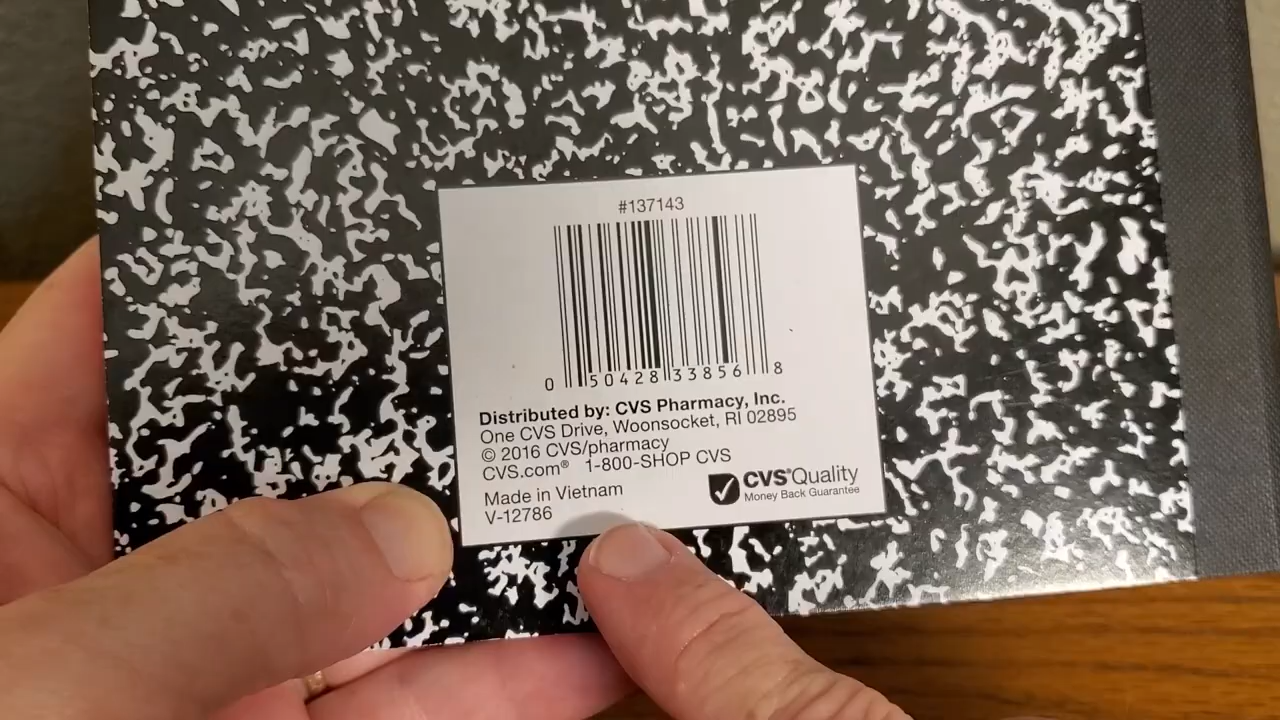 #137143
0 50428 33856 8
Distributed by: CVS Pharmacy, Inc.
One CVS Drive, Woonsocket, RI 02895
© 2016 CVS/pharmacy
CVS.com® 1-800-SHOP CVS
Made in Vietnam
V-12786
CVS®Quality
Money Back Guarantee